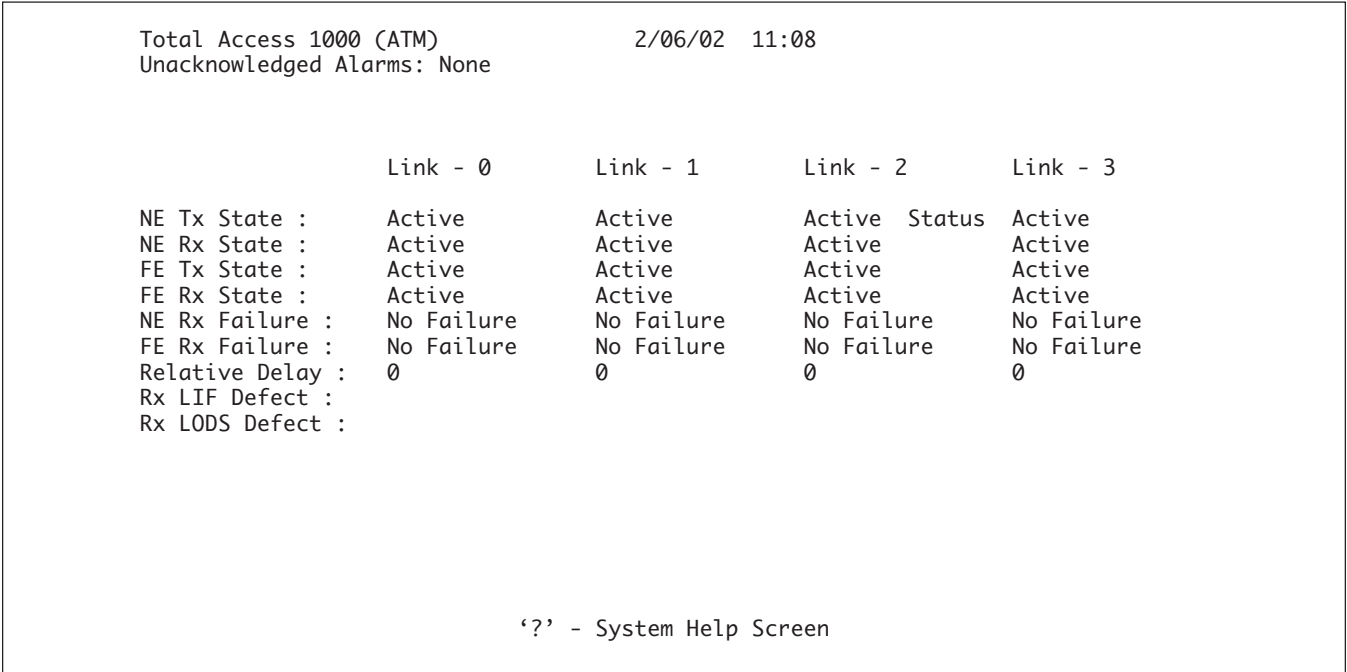 Total Access 1000 (ATM) 2/06/02 11:08
Unacknowledged Alarms: None
Link - 0 Link - 1 Link - 2 Link - 3
NE Tx State : Active Active Active Status Active
NE Rx State : Active Active Active Active
FE Tx State : Active Active Active Active
FE Rx State : Active Active Active Active
NE Rx Failure : No Failure No Failure No Failure No Failure
FE Rx Failure : No Failure No Failure No Failure No Failure
Relative Delay : 0 0 0 0
Rx LIF Defect :
Rx LODS Defect :
‘?’ - System Help Screen